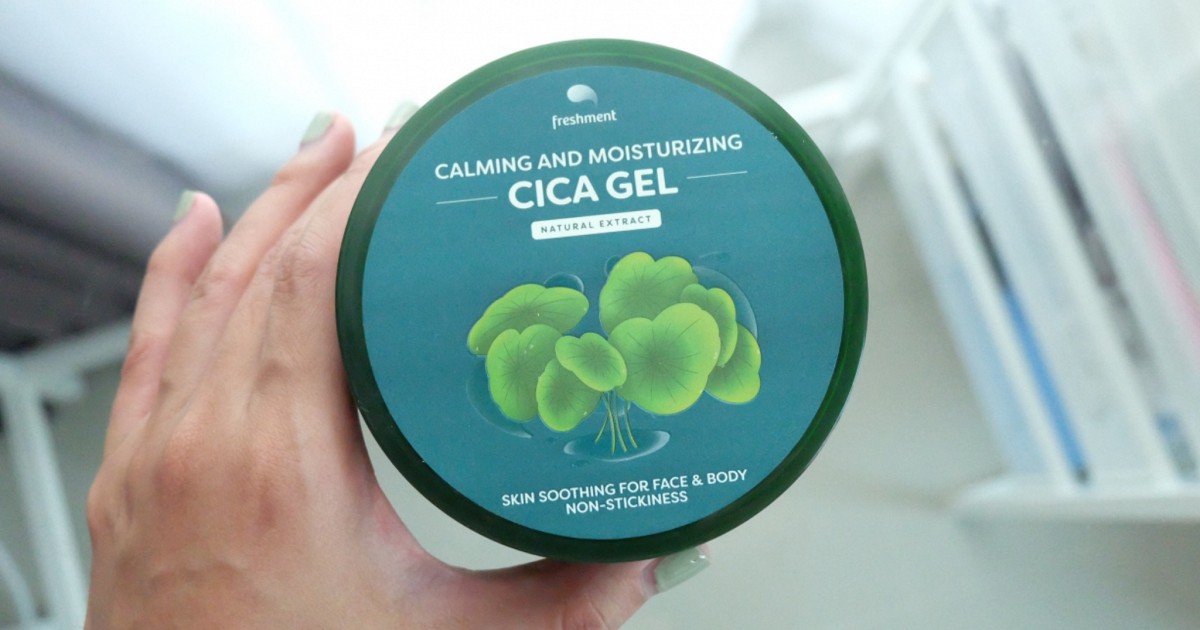 freshment
CALMING AND MOISTURIZING
CICA GEL
NATURAL EXTRACT
SKIN SOOTHING FOR FACE & BODY
NON-STICKINESS